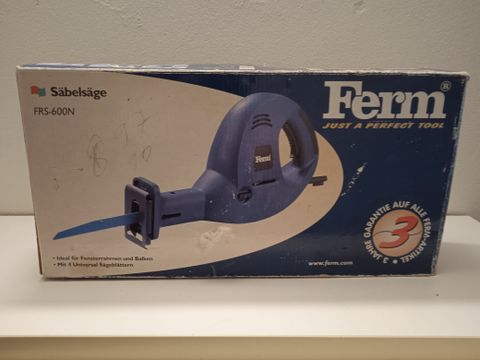 Säbelsäge
FRS-600N
Ferm®
JUST A PERFECT TOOL
Ferm
3 JAHRE GARANTIE AUF ALLE FERM-ARTIKEL •
3
• Ideal für Fensterrahmen und Balken
• Mit 4 Universal Sägeblättern
www.ferm.com